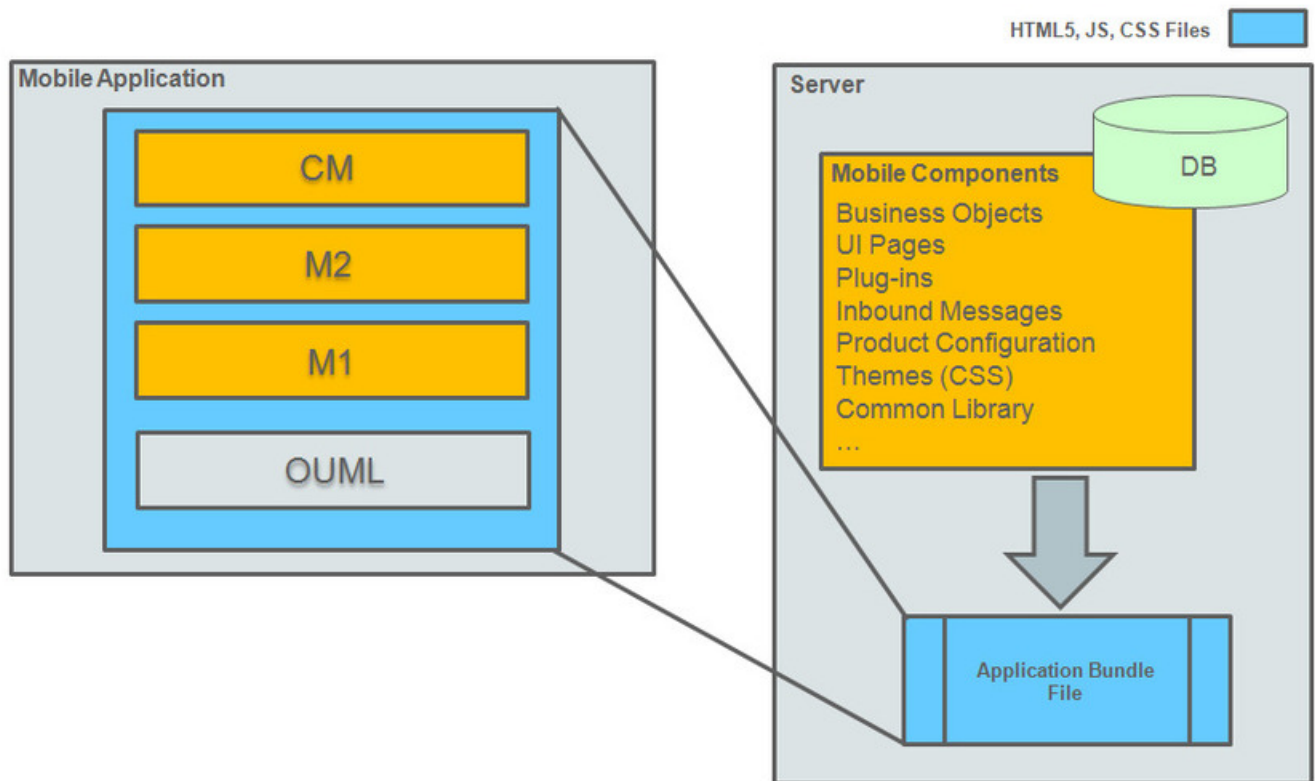 HTML5, JS, CSS Files
Mobile Application
CM
M2
M1
OUML
Server
DB
Mobile Components
Business Objects
UI Pages
Plug-ins
Inbound Messages
Product Configuration
Themes (CSS)
Common Library
...
Application Bundle
File